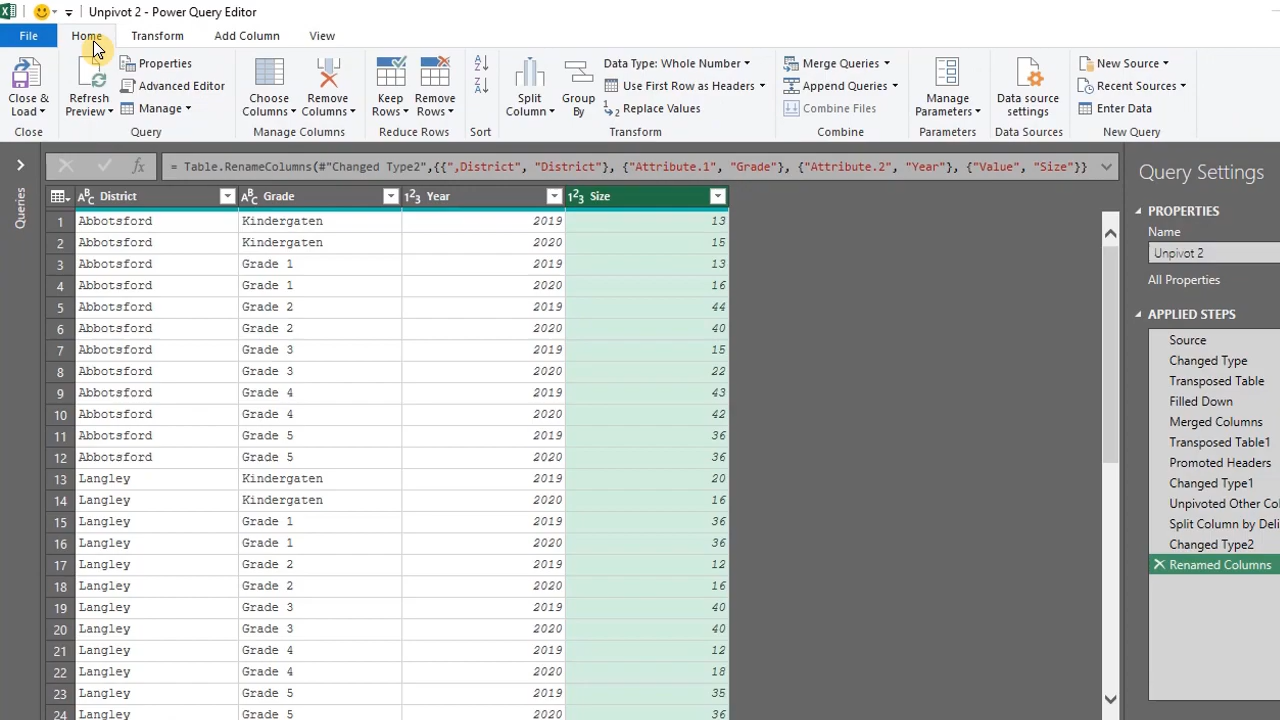 Unpivot 2 - Power Query Editor
File Home Transform Add Column View
Close & Load
Close
Refresh Preview
Properties
Advanced Editor
Manage
Query
Choose Columns
Remove Columns
Manage Columns
Keep Rows
Remove Rows
Reduce Rows
Sort
Split Column
Group By
Data Type: Whole Number
Use First Row as Headers
Replace Values
Transform
Merge Queries
Append Queries
Combine Files
Combine
Manage Parameters
Parameters
Data source settings
Data Sources
New Source
Recent Sources
Enter Data
New Query
Queries
fx = Table.RenameColumns(#"Changed Type2",{{",District", "District"}, {"Attribute.1", "Grade"}, {"Attribute.2", "Year"}, {"Value", "Size"}}
District Grade Year Size
1 Abbotsford Kindergaten 2019 13
2 Abbotsford Kindergaten 2020 15
3 Abbotsford Grade 1 2019 13
4 Abbotsford Grade 1 2020 16
5 Abbotsford Grade 2 2019 44
6 Abbotsford Grade 2 2020 40
7 Abbotsford Grade 3 2019 15
8 Abbotsford Grade 3 2020 22
9 Abbotsford Grade 4 2019 43
10 Abbotsford Grade 4 2020 42
11 Abbotsford Grade 5 2019 36
12 Abbotsford Grade 5 2020 36
13 Langley Kindergaten 2019 20
14 Langley Kindergaten 2020 16
15 Langley Grade 1 2019 36
16 Langley Grade 1 2020 36
17 Langley Grade 2 2019 12
18 Langley Grade 2 2020 16
19 Langley Grade 3 2019 40
20 Langley Grade 3 2020 40
21 Langley Grade 4 2019 12
22 Langley Grade 4 2020 18
23 Langley Grade 5 2019 35
24 Langley Grade 5 2020 36
Query Settings
PROPERTIES
Name
Unpivot 2
All Properties
APPLIED STEPS
Source
Changed Type
Transposed Table
Filled Down
Merged Columns
Transposed Table1
Promoted Headers
Changed Type1
Unpivoted Other Co
Split Column by Deli
Changed Type2
Renamed Columns